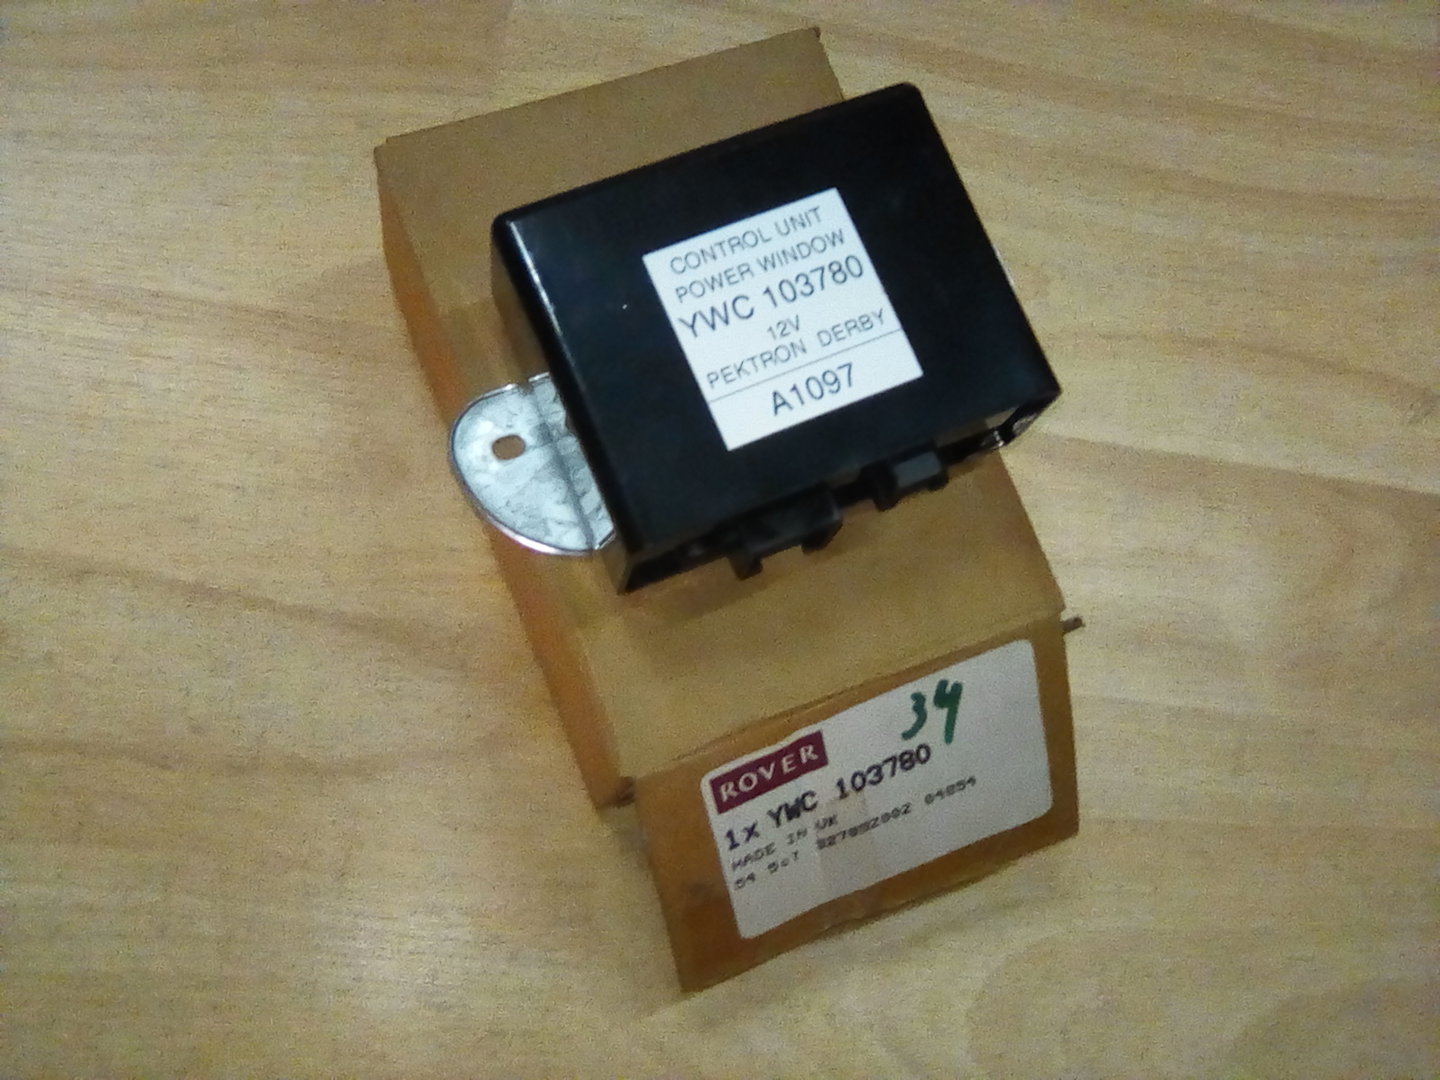 CONTROL UNIT
POWER WINDOW
YWC 103780
12V
PEKTRON DERBY
A1097
34
ROVER
1x YWC 103780
MADE IN UK